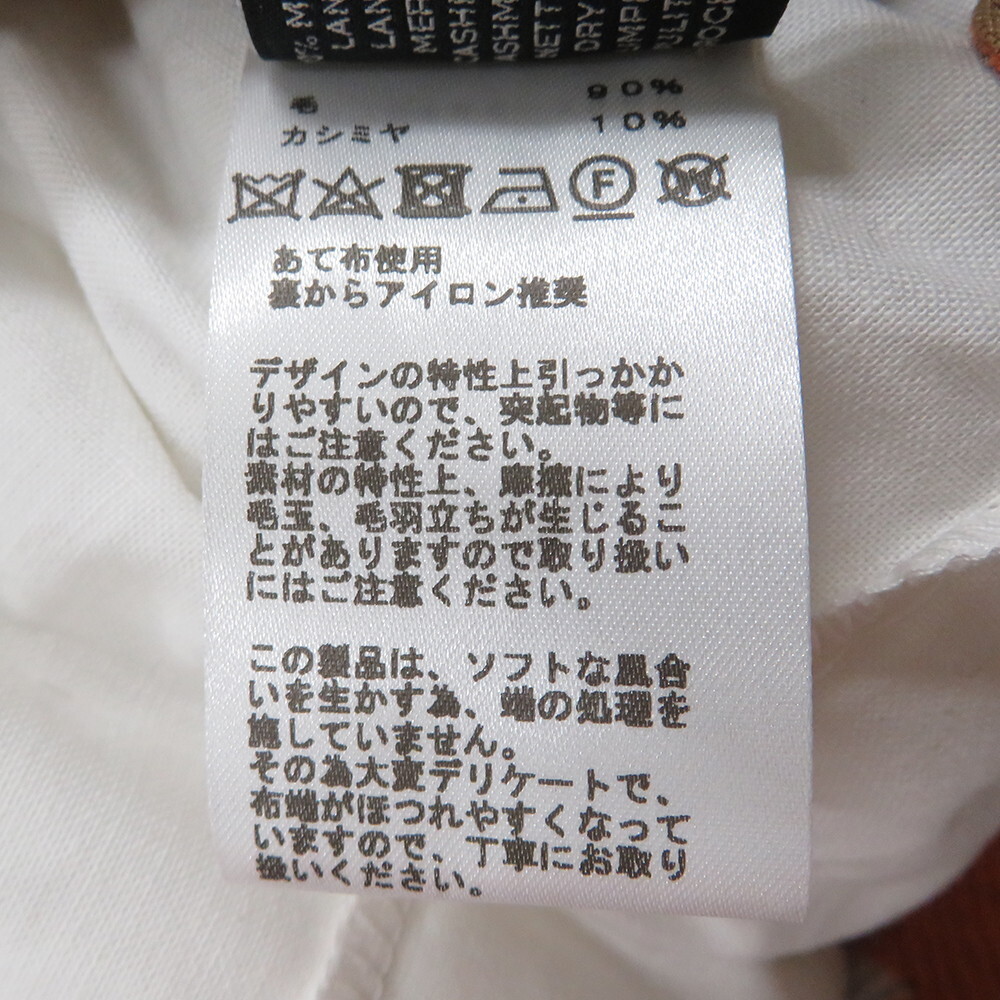 0% M
LAN
LAN
MER
CASHM
ASHM
NETT
DRY
毛 90%
カシミヤ 10%
F
W
あて布使用
裏からアイロン推奨
デザインの特性上引っかか
りやすいので、突起物等に
はご注意ください。
素材の特性上、摩擦により
毛玉、毛羽立ちが生じるこ
とがありますので取り扱い
にはご注意ください。
この製品は、ソフトな風合
いを生かす為、端の処理を
施していません。
その為大変デリケートで、
布端がほつれやすくなって
いますので、丁寧にお取り
扱いください。